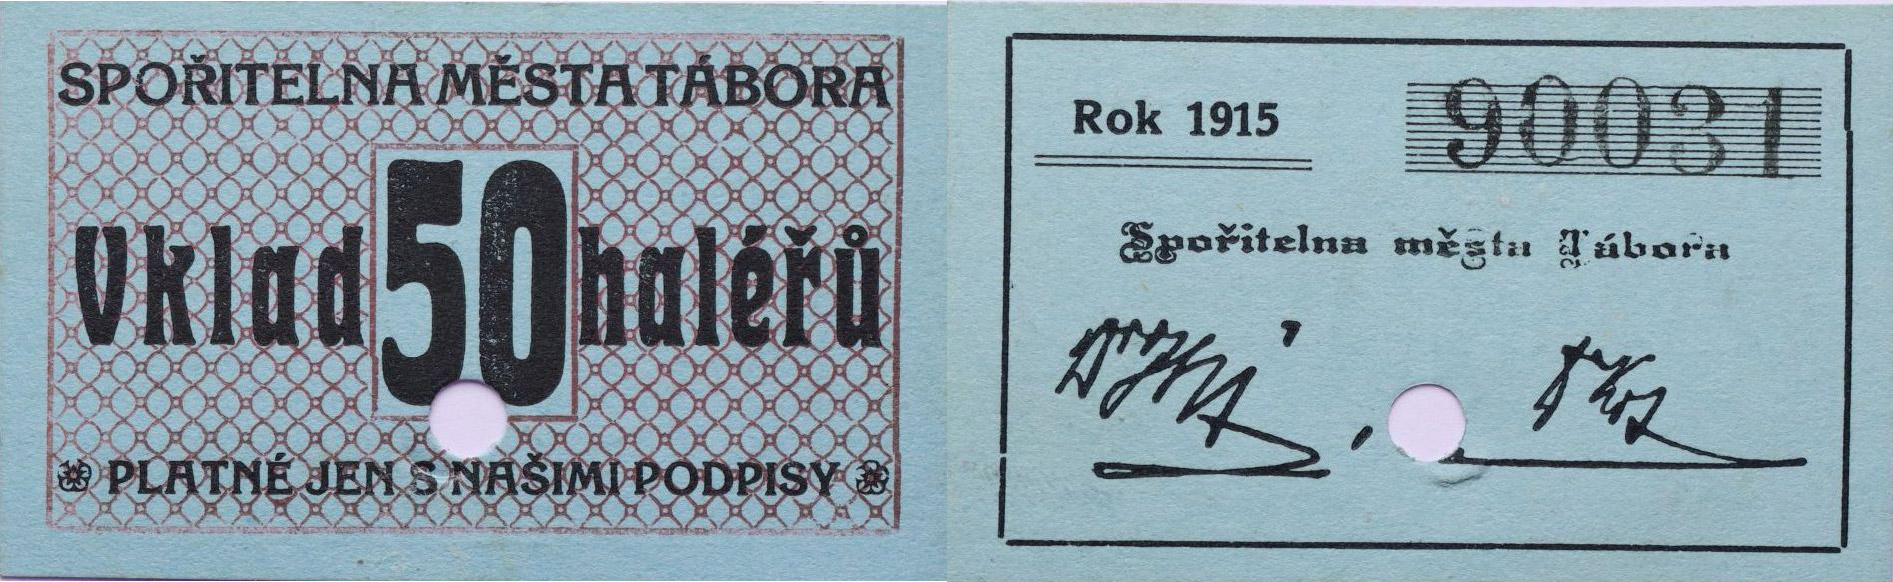 SPOŘITELNA MĚSTA TÁBORA
Vklad 50 haléřů
PLATNÉ JEN S NAŠIMI PODPISY
Rok 1915
90031
Spořitelna města Tábora